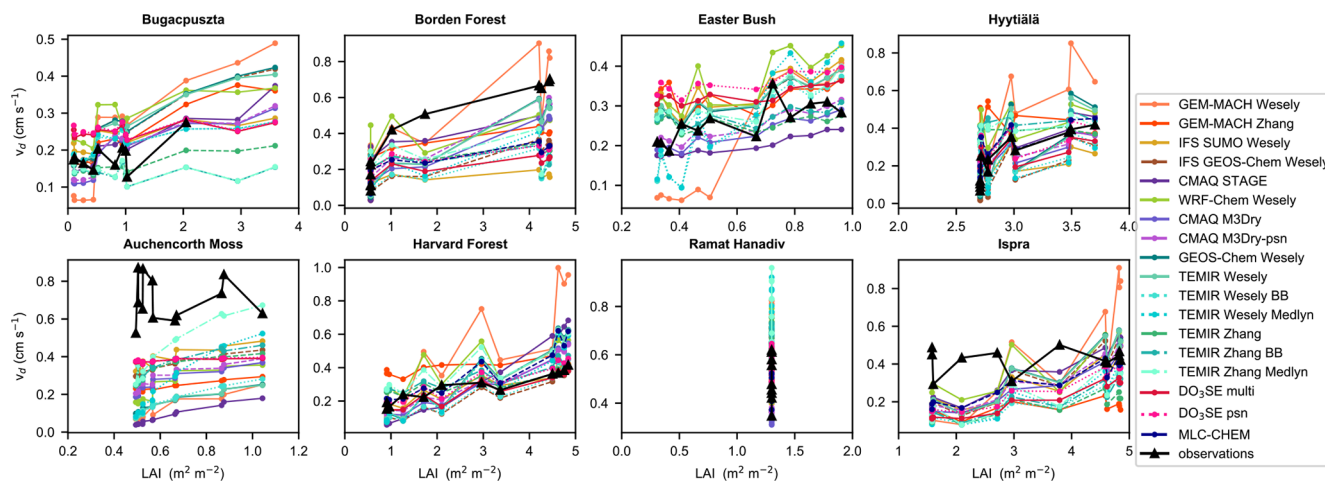 Bugacpuszta
Borden Forest
Easter Bush
Hyytiälä
v_d (cm s⁻¹)
0.5
0.4
0.3
0.2
0.1
0 1 2 3 4
0.8
0.6
0.4
0.2
0.0
0 1 2 3 4 5
0.4
0.3
0.2
0.1
0.2 0.4 0.6 0.8 1.0
0.8
0.6
0.4
0.2
0.0
2.0 2.5 3.0 3.5 4.0
Auchencorth Moss
Harvard Forest
Ramat Hanadiv
Ispra
v_d (cm s⁻¹)
0.8
0.6
0.4
0.2
0.0
0.2 0.4 0.6 0.8 1.0 1.2
LAI (m² m⁻²)
1.0
0.8
0.6
0.4
0.2
0 1 2 3 4 5
LAI (m² m⁻²)
1.0
0.8
0.6
0.4
0.0 0.5 1.0 1.5 2.0
LAI (m² m⁻²)
0.8
0.6
0.4
0.2
1 2 3 4 5
LAI (m² m⁻²)
GEM-MACH Wesely
GEM-MACH Zhang
IFS SUMO Wesely
IFS GEOS-Chem Wesely
CMAQ STAGE
WRF-Chem Wesely
CMAQ M3Dry
CMAQ M3Dry-psn
GEOS-Chem Wesely
TEMIR Wesely
TEMIR Wesely BB
TEMIR Wesely Medlyn
TEMIR Zhang
TEMIR Zhang BB
TEMIR Zhang Medlyn
DO₃SE multi
DO₃SE psn
MLC-CHEM
observations